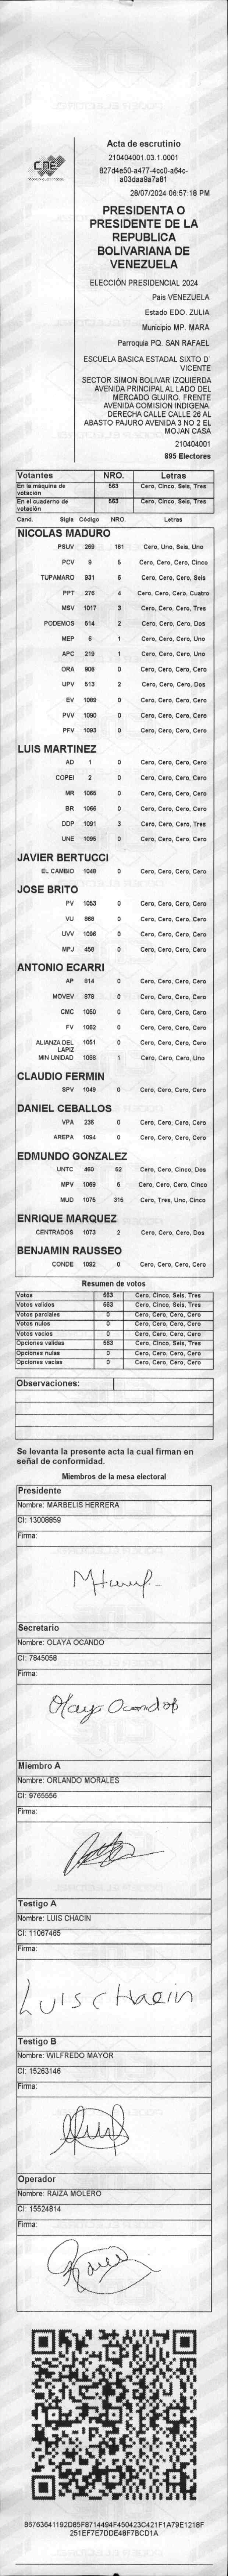 CNE
Acta de escrutinio
210404001.03.1.0001
827d4e50-a477-4cc0-a64c-
a03daa9a7a81
28/07/2024 06:57:18 PM
PRESIDENTA O
PRESIDENTE DE LA
REPUBLICA
BOLIVARIANA DE
VENEZUELA
ELECCIÓN PRESIDENCIAL 2024
Pais VENEZUELA
Estado EDO. ZULIA
Municipio MP. MARA
Parroquia PQ. SAN RAFAEL
ESCUELA BASICA ESTADAL SIXTO D'
VICENTE
SECTOR SIMON BOLIVAR IZQUIERDA
AVENIDA PRINCIPAL AL LADO DEL
MERCADO GUJIRO. FRENTE
AVENIDA COMISION INDIGENA.
DERECHA CALLE CALLE 26 AL
ABASTO PAJURO AVENIDA 3 NO 2 EL
MOJAN CASA
210404001
895 Electores
Votantes NRO. Letras
En la máquina de votación 563 Cero, Cinco, Seis, Tres
En el cuaderno de votación 563 Cero, Cinco, Seis, Tres
Cand. Sigla Código NRO. Letras
NICOLAS MADURO
PSUV 269 161 Cero, Uno, Seis, Uno
PCV 9 5 Cero, Cero, Cero, Cinco
TUPAMARO 931 6 Cero, Cero, Cero, Seis
PPT 276 4 Cero, Cero, Cero, Cuatro
MSV 1017 3 Cero, Cero, Cero, Tres
PODEMOS 514 2 Cero, Cero, Cero, Dos
MEP 6 1 Cero, Cero, Cero, Uno
APC 219 1 Cero, Cero, Cero, Uno
ORA 906 0 Cero, Cero, Cero, Cero
UPV 513 2 Cero, Cero, Cero, Dos
EV 1089 0 Cero, Cero, Cero, Cero
PVV 1090 0 Cero, Cero, Cero, Cero
PFV 1093 0 Cero, Cero, Cero, Cero
LUIS MARTINEZ
AD 1 0 Cero, Cero, Cero, Cero
COPEI 2 0 Cero, Cero, Cero, Cero
MR 1065 0 Cero, Cero, Cero, Cero
BR 1066 0 Cero, Cero, Cero, Cero
DDP 1091 3 Cero, Cero, Cero, Tres
UNE 1095 0 Cero, Cero, Cero, Cero
JAVIER BERTUCCI
EL CAMBIO 1048 0 Cero, Cero, Cero, Cero
JOSE BRITO
PV 1053 0 Cero, Cero, Cero, Cero
VU 868 0 Cero, Cero, Cero, Cero
UVV 1096 0 Cero, Cero, Cero, Cero
MPJ 458 0 Cero, Cero, Cero, Cero
ANTONIO ECARRI
AP 814 0 Cero, Cero, Cero, Cero
MOVEV 878 0 Cero, Cero, Cero, Cero
CMC 1050 0 Cero, Cero, Cero, Cero
FV 1062 0 Cero, Cero, Cero, Cero
ALIANZA DEL LAPIZ 1051 0 Cero, Cero, Cero, Cero
MIN UNIDAD 1068 1 Cero, Cero, Cero, Uno
CLAUDIO FERMIN
SPV 1049 0 Cero, Cero, Cero, Cero
DANIEL CEBALLOS
VPA 236 0 Cero, Cero, Cero, Cero
AREPA 1094 0 Cero, Cero, Cero, Cero
EDMUNDO GONZALEZ
UNTC 460 52 Cero, Cero, Cinco, Dos
MPV 1069 5 Cero, Cero, Cero, Cinco
MUD 1075 315 Cero, Tres, Uno, Cinco
ENRIQUE MARQUEZ
CENTRADOS 1073 2 Cero, Cero, Cero, Dos
BENJAMIN RAUSSEO
CONDE 1092 0 Cero, Cero, Cero, Cero
Resumen de votos
Votos 563 Cero, Cinco, Seis, Tres
Votos validos 563 Cero, Cinco, Seis, Tres
Votos parciales 0 Cero, Cero, Cero, Cero
Votos nulos 0 Cero, Cero, Cero, Cero
Votos vacios 0 Cero, Cero, Cero, Cero
Opciones validas 563 Cero, Cinco, Seis, Tres
Opciones nulas 0 Cero, Cero, Cero, Cero
Opciones vacias 0 Cero, Cero, Cero, Cero
Observaciones:
Se levanta la presente acta la cual firman en
señal de conformidad.
Miembros de la mesa electoral
Presidente
Nombre: MARBELIS HERRERA
CI: 13008859
Firma:
Secretario
Nombre: OLAYA OCANDO
CI: 7845058
Firma:
Olaya Ocando
Miembro A
Nombre: ORLANDO MORALES
CI: 9765556
Firma:
Testigo A
Nombre: LUIS CHACIN
CI: 11067465
Firma:
Luis Chacin
Testigo B
Nombre: WILFREDO MAYOR
CI: 15263146
Firma:
Operador
Nombre: RAIZA MOLERO
CI: 15524814
Firma:
86763641192D85F8714494F450423C421F1A79E1218F
251EF7E7DDE48F7BCD1A